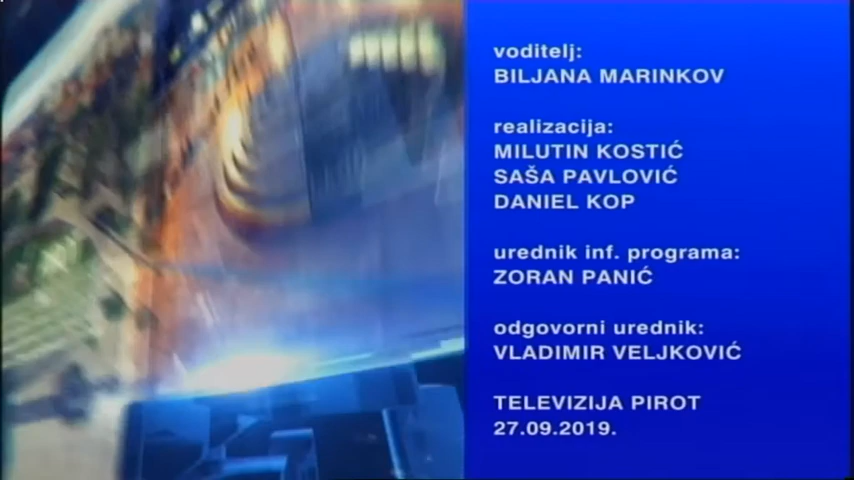 voditelj:
BILJANA MARINKOV
realizacija:
MILUTIN KOSTIĆ
SAŠA PAVLOVIĆ
DANIEL KOP
urednik inf. programa:
ZORAN PANIĆ
odgovorni urednik:
VLADIMIR VELJKOVIĆ
TELEVIZIJA PIROT
27.09.2019.